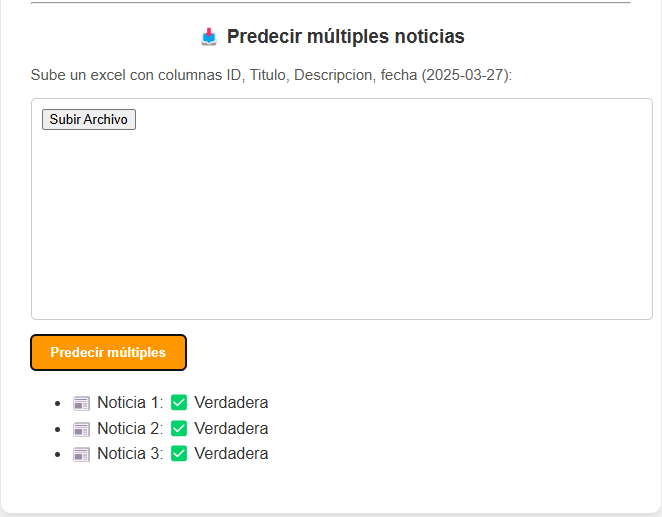 Predecir múltiples noticias
Sube un excel con columnas ID, Titulo, Descripcion, fecha (2025-03-27):
Subir Archivo
Predecir múltiples
Noticia 1: ✅ Verdadera
Noticia 2: ✅ Verdadera
Noticia 3: ✅ Verdadera